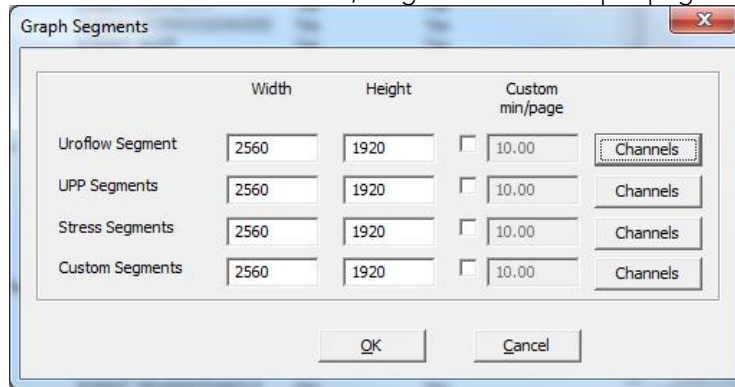 Graph Segments
Width Height Custom
min/page
Uroflow Segment 2560 1920 10.00 Channels
UPP Segments 2560 1920 10.00 Channels
Stress Segments 2560 1920 10.00 Channels
Custom Segments 2560 1920 10.00 Channels
OK Cancel